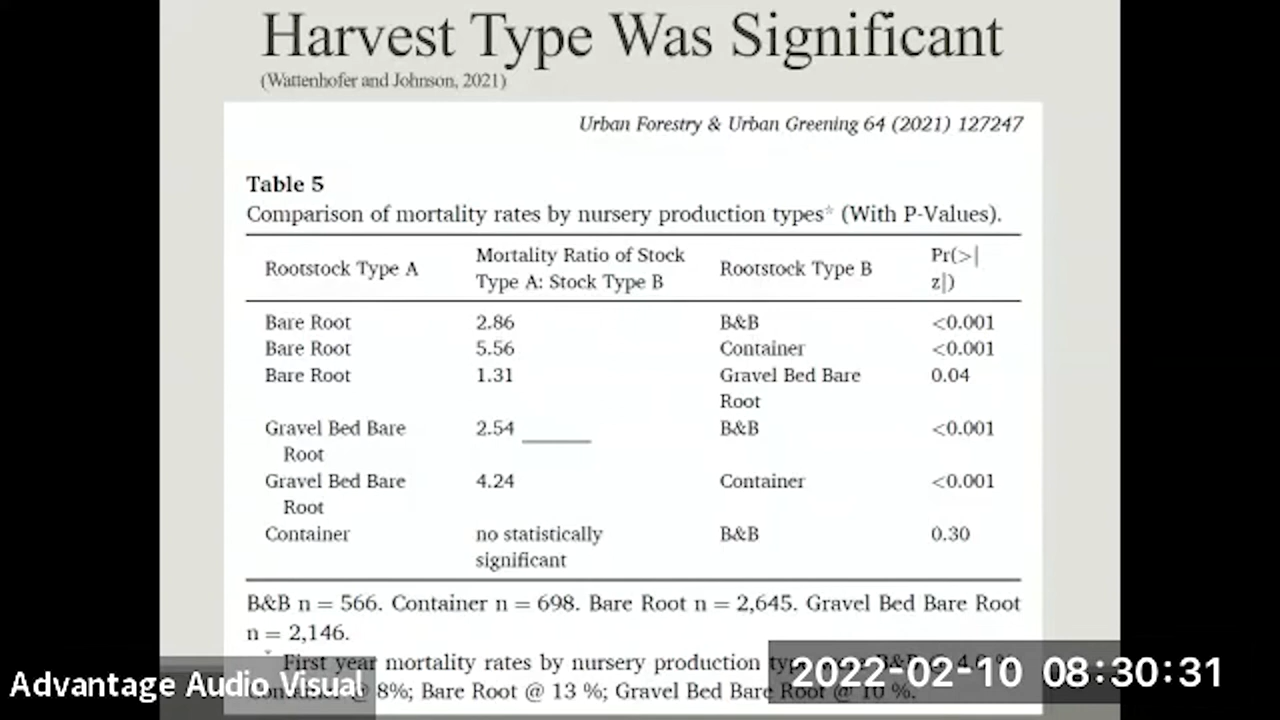 Harvest Type Was Significant
(Wattenhofer and Johnson, 2021)
Urban Forestry & Urban Greening 64 (2021) 127247
Table 5
Comparison of mortality rates by nursery production types* (With P-Values).
Rootstock Type A Mortality Ratio of Stock Type A: Stock Type B Rootstock Type B Pr(>|z|)
Bare Root 2.86 B&B <0.001
Bare Root 5.56 Container <0.001
Bare Root 1.31 Gravel Bed Bare Root 0.04
Gravel Bed Bare Root 2.54 B&B <0.001
Gravel Bed Bare Root 4.24 Container <0.001
Container no statistically significant B&B 0.30
B&B n = 566. Container n = 698. Bare Root n = 2,645. Gravel Bed Bare Root
n = 2,146.
* First year mortality rates by nursery production
@ 8%; Bare Root @ 13 %; Gravel Bed Bare Root @ 10 %.
Advantage Audio Visual
2022-02-10 08:30:31